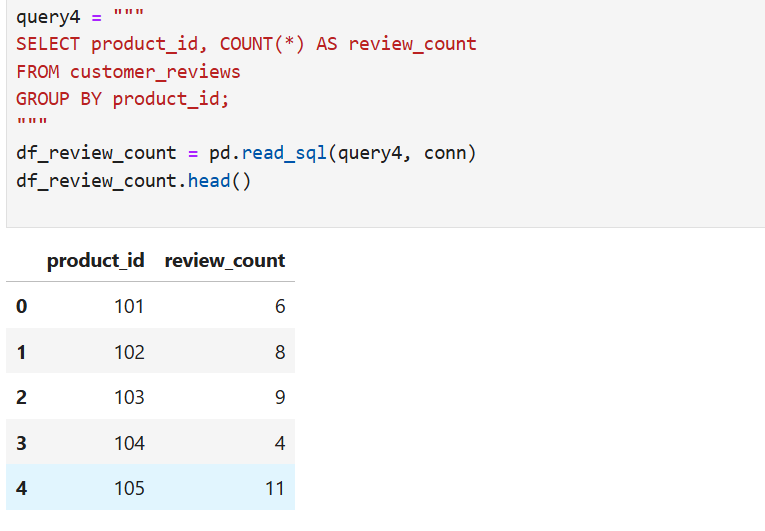 query4 = """
SELECT product_id, COUNT(*) AS review_count
FROM customer_reviews
GROUP BY product_id;
"""
df_review_count = pd.read_sql(query4, conn)
df_review_count.head()
product_id review_count
0 101 6
1 102 8
2 103 9
3 104 4
4 105 11